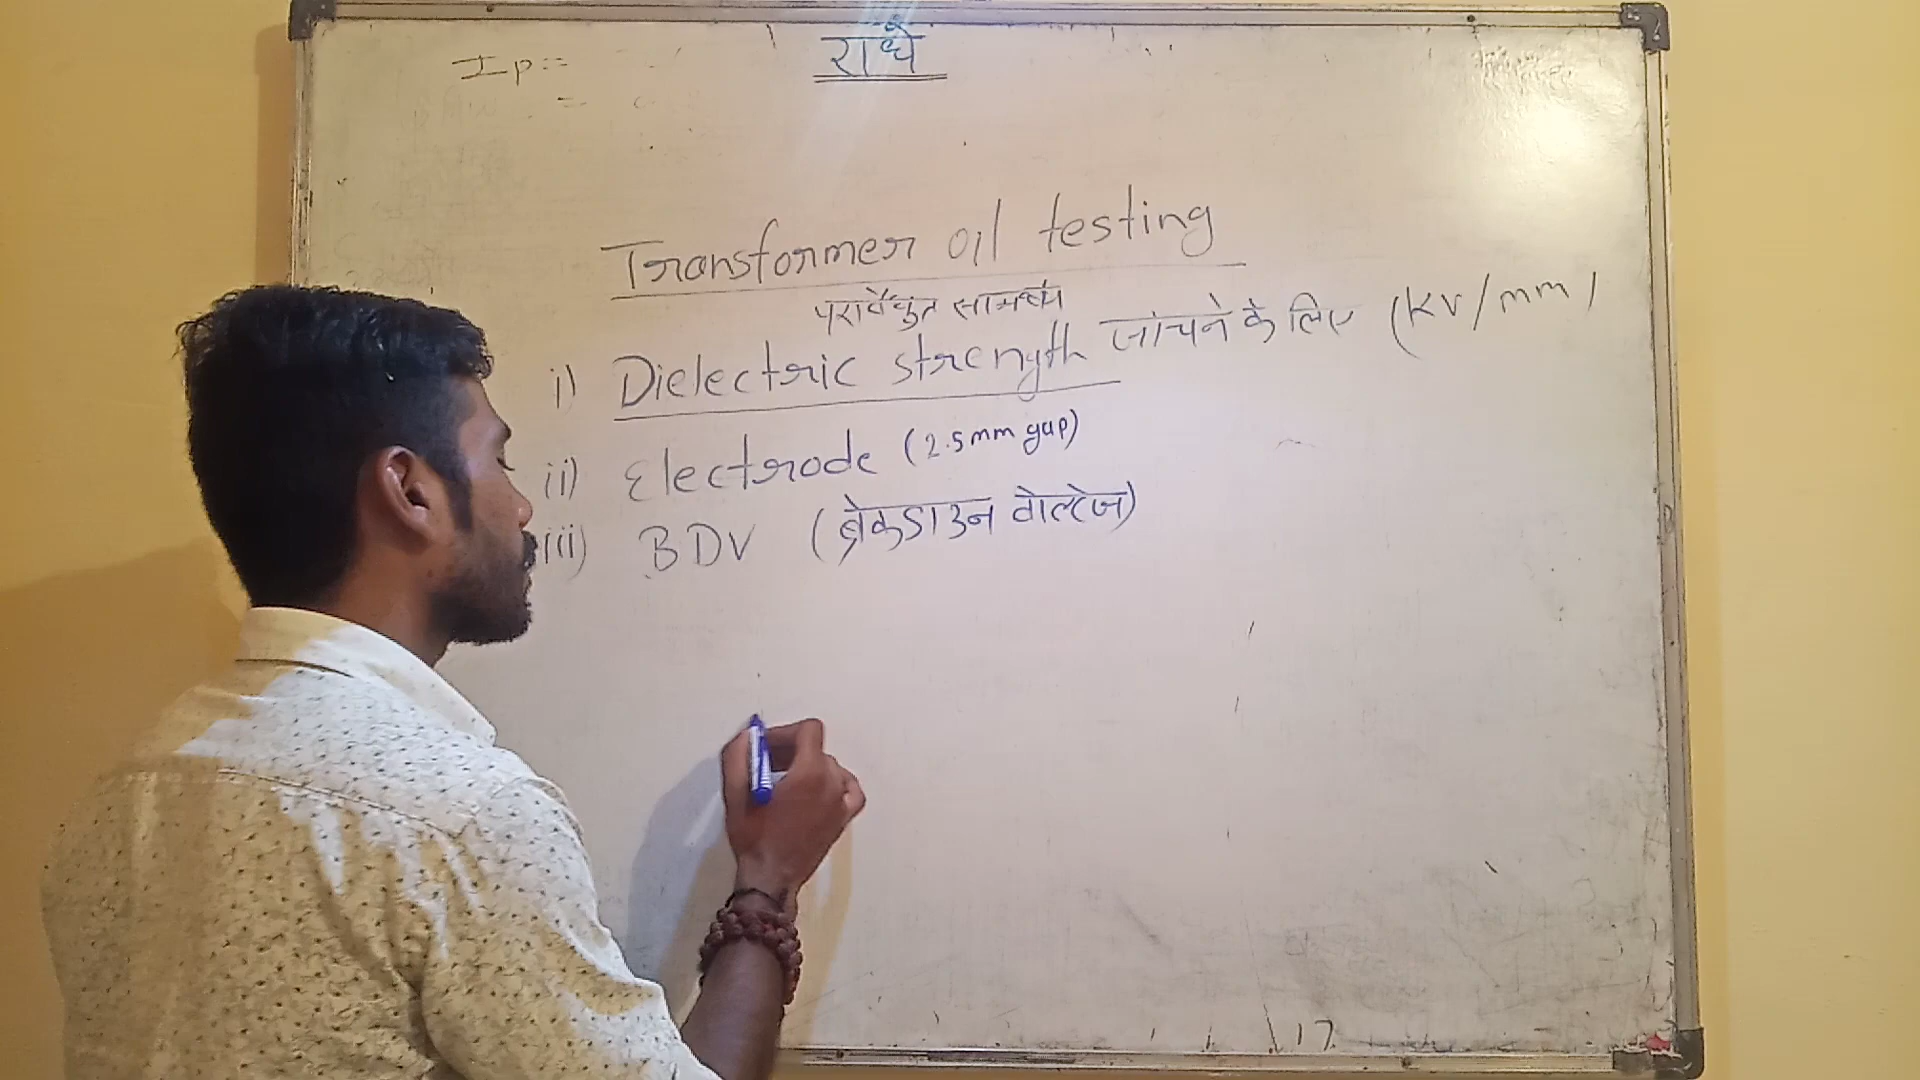 राधे
Ip:=
=
Transformer oil testing
परावैद्युत सामर्थ्य
i) Dielectric strength जांचने के लिए (KV/mm)
ii) Electrode (2.5mm gap)
iii) BDV (ब्रेकडाउन वोल्टेज)
17